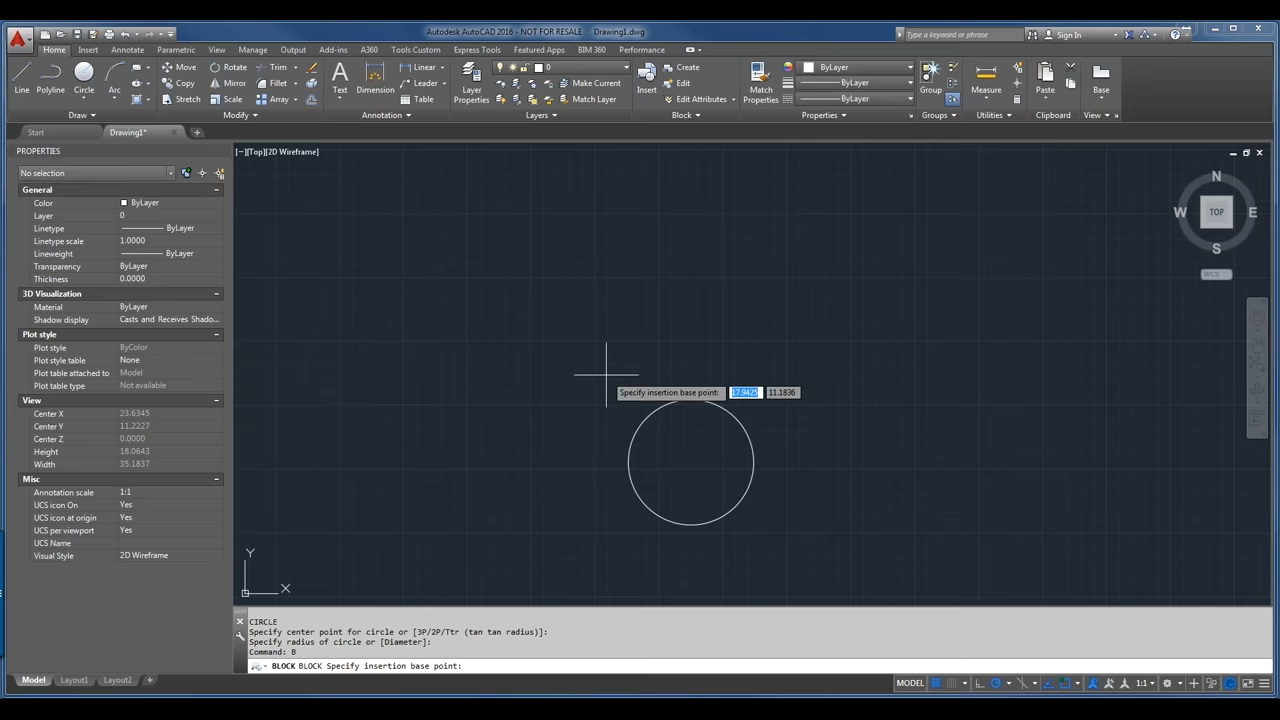 Autodesk AutoCAD 2016 - NOT FOR RESALE Drawing1.dwg
Type a keyword or phrase
Sign In
Home Insert Annotate Parametric View Manage Output Add-ins A360 Tools Custom Express Tools Featured Apps BIM 360 Performance
Line Polyline Circle Arc
Move Rotate Trim
Copy Mirror Fillet
Stretch Scale Array
Text Dimension
Linear
Leader
Table
Layer Properties
0
Make Current
Match Layer
Insert
Create
Edit
Edit Attributes
Match Properties
ByLayer
ByLayer
ByLayer
Group
Measure
Paste
Base
Draw Modify Annotation Layers Block Properties Groups Utilities Clipboard View
Start Drawing1*
PROPERTIES
[−][Top][2D Wireframe]
No selection
General
Color ByLayer
Layer 0
Linetype ByLayer
Linetype scale 1.0000
Lineweight ByLayer
Transparency ByLayer
Thickness 0.0000
3D Visualization
Material ByLayer
Shadow display Casts and Receives Shado...
Plot style
Plot style ByColor
Plot style table None
Plot table attached to Model
Plot table type Not available
View
Center X 23.6345
Center Y 11.2227
Center Z 0.0000
Height 18.0643
Width 35.1837
Misc
Annotation scale 1:1
UCS icon On Yes
UCS icon at origin Yes
UCS per viewport Yes
UCS Name
Visual Style 2D Wireframe
N
W TOP E
S
WCS
Specify insertion base point: 17.9425 11.1836
Y
X
CIRCLE
Specify center point for circle or [3P/2P/Ttr (tan tan radius)]:
Specify radius of circle or [Diameter]:
Command: B
BLOCK BLOCK Specify insertion base point:
Model Layout1 Layout2 +
MODEL 1:1